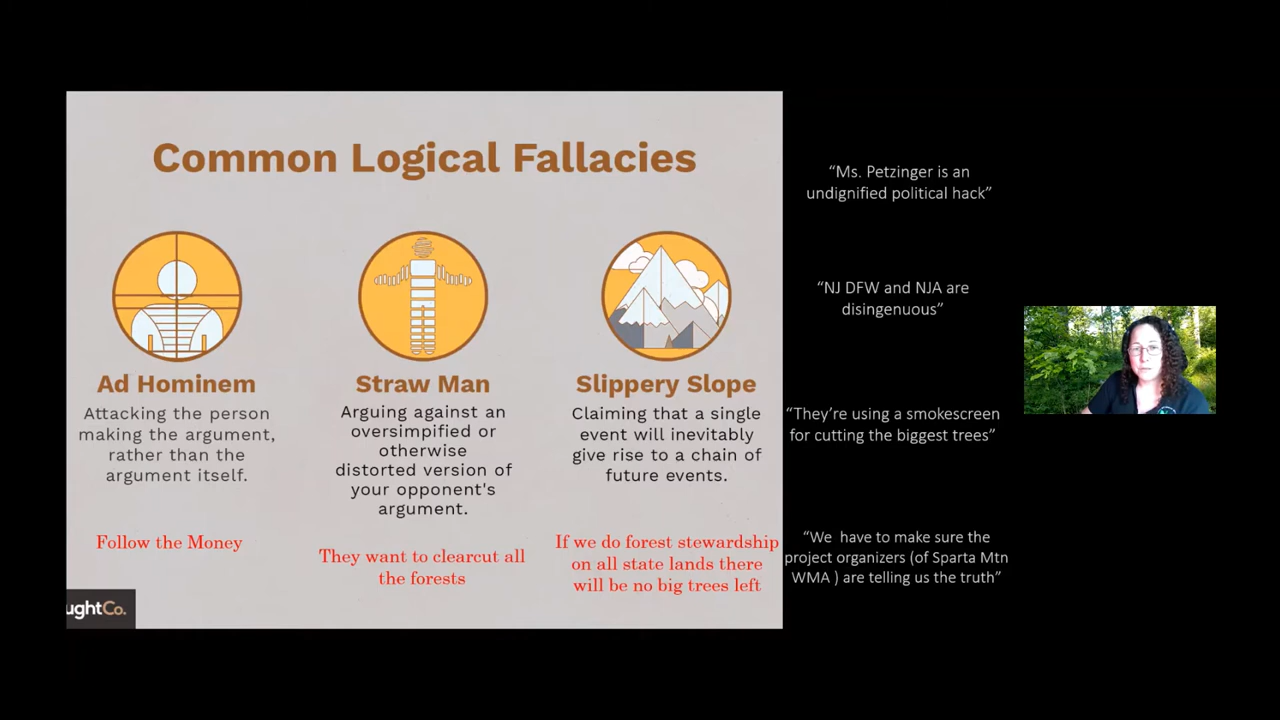 Common Logical Fallacies
Ad Hominem
Attacking the person
making the argument,
rather than the
argument itself.
Follow the Money
Straw Man
Arguing against an
oversimpified or
otherwise
distorted version of
your opponent's
argument.
They want to clearcut all
the forests
Slippery Slope
Claiming that a single
event will inevitably
give rise to a chain of
future events.
If we do forest stewardship
on all state lands there
will be no big trees left
ughtCo.
“Ms. Petzinger is an
undignified political hack”
“NJ DFW and NJA are
disingenuous”
“They’re using a smokescreen
for cutting the biggest trees”
“We have to make sure the
project organizers (of Sparta Mtn
WMA ) are telling us the truth”